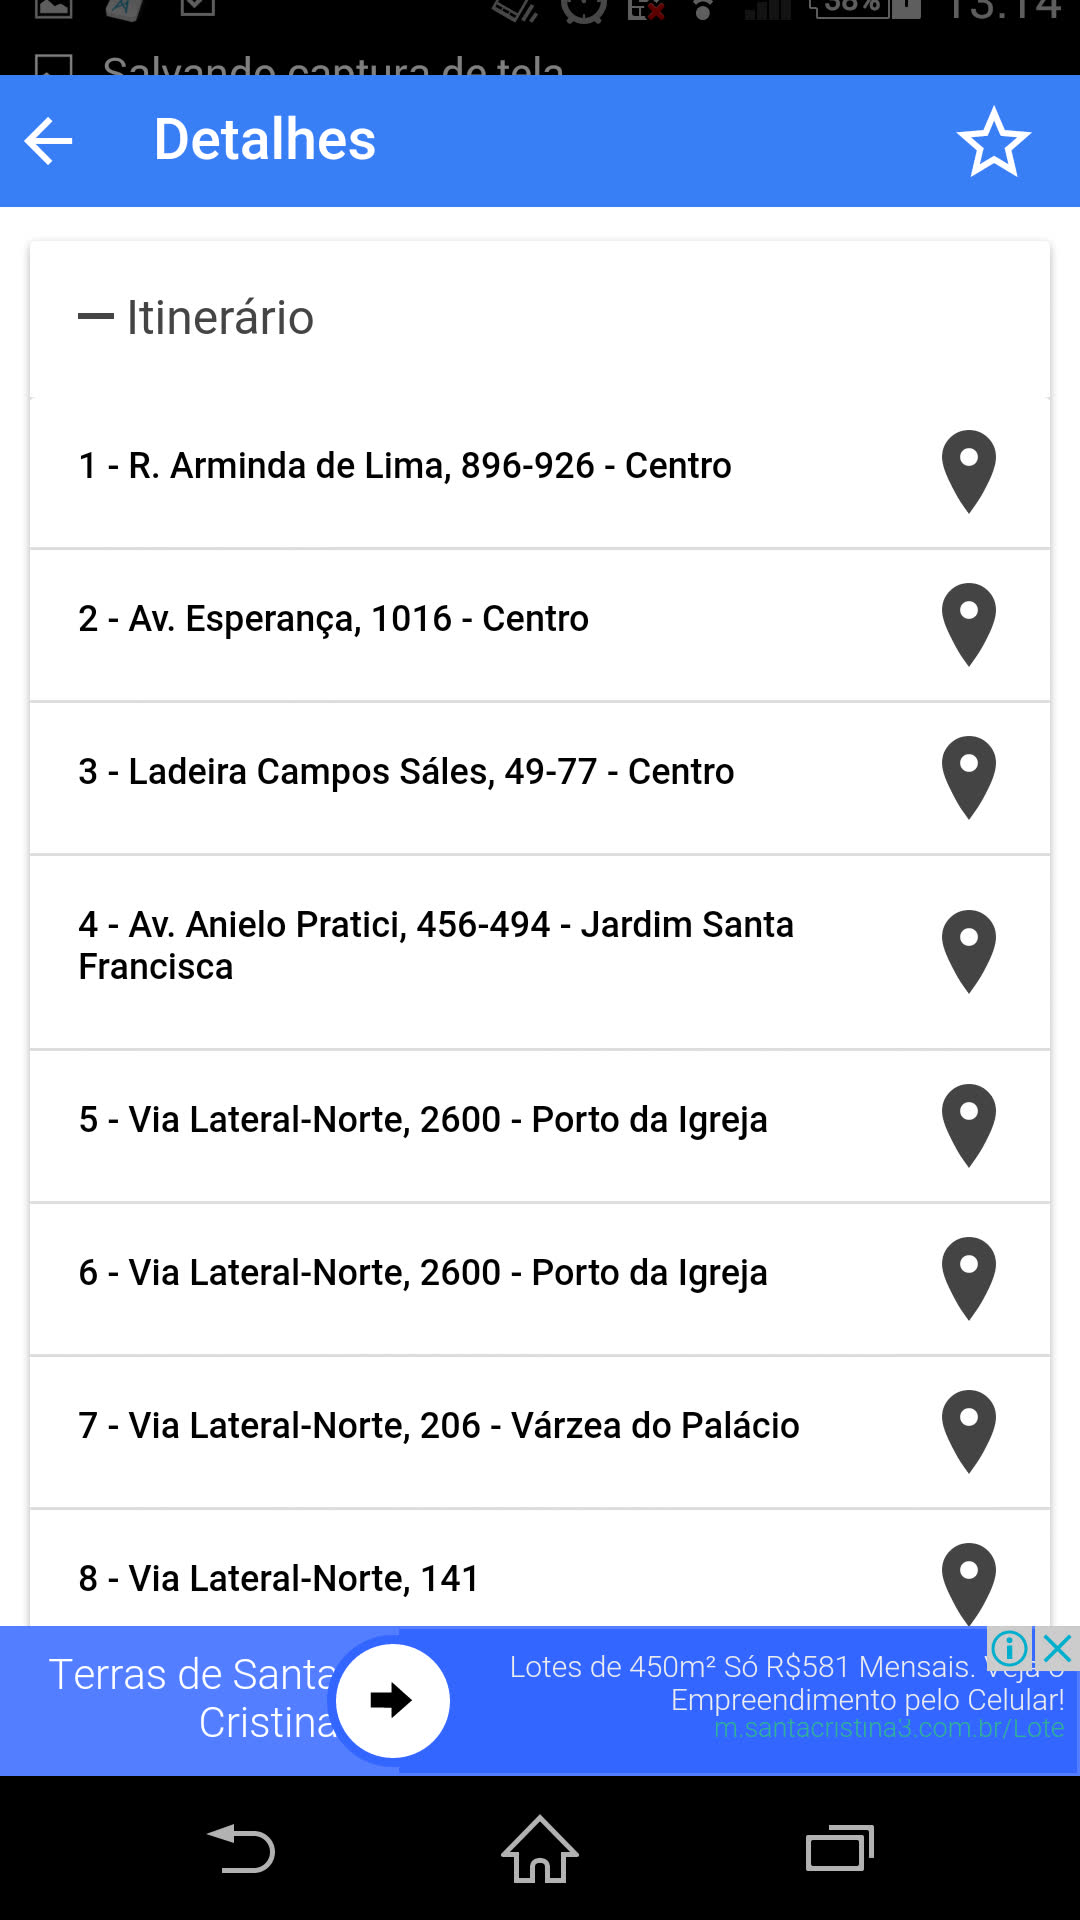 38%
13:14
Salvando captura de tela
Detalhes
Itinerário
1 - R. Arminda de Lima, 896-926 - Centro
2 - Av. Esperança, 1016 - Centro
3 - Ladeira Campos Sáles, 49-77 - Centro
4 - Av. Anielo Pratici, 456-494 - Jardim Santa
Francisca
5 - Via Lateral-Norte, 2600 - Porto da Igreja
6 - Via Lateral-Norte, 2600 - Porto da Igreja
7 - Via Lateral-Norte, 206 - Várzea do Palácio
8 - Via Lateral-Norte, 141
Terras de Santa
Cristina
Lotes de 450m² Só R$581 Mensais. Veja o
Empreendimento pelo Celular!
m.santacristina3.com.br/Lote